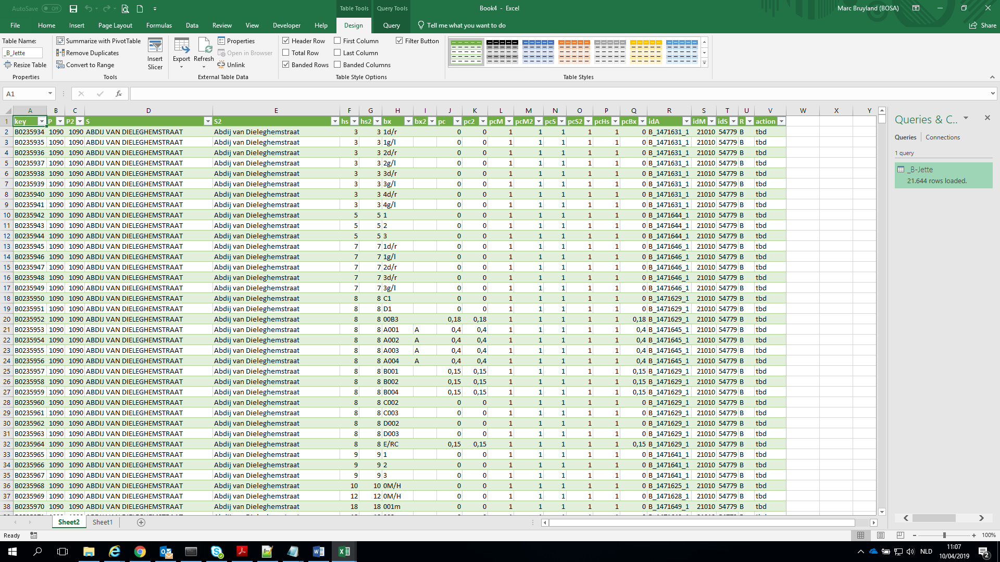 AutoSave Off Table Tools Query Tools Book4 - Excel Marc Bruyland (BOSA)
File Home Insert Page Layout Formulas Data Review View Developer Help Design Query Tell me what you want to do Share
Table Name: Summarize with PivotTable Properties Header Row First Column Filter Button
_B_Jette Remove Duplicates Open in Browser Total Row Last Column
Resize Table Convert to Range Insert Slicer Export Refresh Unlink Banded Rows Banded Columns
Properties Tools External Table Data Table Style Options Table Styles
A1 fx
A B C D E F G H I J K L M N O P Q R S T U V W X Y
1 key P P2 S S2 hs hs2 bx bx2 pc pc2 pcM pcM2 pcS pcS2 pcHs pcBx idA idM idS R action
2 B0235934 1090 1090 ABDIJ VAN DIELEGHEMSTRAAT Abdij van Dieleghemstraat 3 3 1d/r 0 0 1 1 1 1 1 0 B_1471631_1 21010 54779 B tbd
3 B0235935 1090 1090 ABDIJ VAN DIELEGHEMSTRAAT Abdij van Dieleghemstraat 3 3 1g/l 0 0 1 1 1 1 1 0 B_1471631_1 21010 54779 B tbd
4 B0235936 1090 1090 ABDIJ VAN DIELEGHEMSTRAAT Abdij van Dieleghemstraat 3 3 2d/r 0 0 1 1 1 1 1 0 B_1471631_1 21010 54779 B tbd
5 B0235937 1090 1090 ABDIJ VAN DIELEGHEMSTRAAT Abdij van Dieleghemstraat 3 3 2g/l 0 0 1 1 1 1 1 0 B_1471631_1 21010 54779 B tbd
6 B0235938 1090 1090 ABDIJ VAN DIELEGHEMSTRAAT Abdij van Dieleghemstraat 3 3 3d/r 0 0 1 1 1 1 1 0 B_1471631_1 21010 54779 B tbd
7 B0235939 1090 1090 ABDIJ VAN DIELEGHEMSTRAAT Abdij van Dieleghemstraat 3 3 3g/l 0 0 1 1 1 1 1 0 B_1471631_1 21010 54779 B tbd
8 B0235940 1090 1090 ABDIJ VAN DIELEGHEMSTRAAT Abdij van Dieleghemstraat 3 3 4d/r 0 0 1 1 1 1 1 0 B_1471631_1 21010 54779 B tbd
9 B0235941 1090 1090 ABDIJ VAN DIELEGHEMSTRAAT Abdij van Dieleghemstraat 3 3 4g/l 0 0 1 1 1 1 1 0 B_1471631_1 21010 54779 B tbd
10 B0235942 1090 1090 ABDIJ VAN DIELEGHEMSTRAAT Abdij van Dieleghemstraat 5 5 1 0 0 1 1 1 1 1 0 B_1471644_1 21010 54779 B tbd
11 B0235943 1090 1090 ABDIJ VAN DIELEGHEMSTRAAT Abdij van Dieleghemstraat 5 5 2 0 0 1 1 1 1 1 0 B_1471644_1 21010 54779 B tbd
12 B0235944 1090 1090 ABDIJ VAN DIELEGHEMSTRAAT Abdij van Dieleghemstraat 5 5 3 0 0 1 1 1 1 1 0 B_1471644_1 21010 54779 B tbd
13 B0235945 1090 1090 ABDIJ VAN DIELEGHEMSTRAAT Abdij van Dieleghemstraat 7 7 1d/r 0 0 1 1 1 1 1 0 B_1471646_1 21010 54779 B tbd
14 B0235946 1090 1090 ABDIJ VAN DIELEGHEMSTRAAT Abdij van Dieleghemstraat 7 7 1g/l 0 0 1 1 1 1 1 0 B_1471646_1 21010 54779 B tbd
15 B0235947 1090 1090 ABDIJ VAN DIELEGHEMSTRAAT Abdij van Dieleghemstraat 7 7 2d/r 0 0 1 1 1 1 1 0 B_1471646_1 21010 54779 B tbd
16 B0235948 1090 1090 ABDIJ VAN DIELEGHEMSTRAAT Abdij van Dieleghemstraat 7 7 3d/r 0 0 1 1 1 1 1 0 B_1471646_1 21010 54779 B tbd
17 B0235949 1090 1090 ABDIJ VAN DIELEGHEMSTRAAT Abdij van Dieleghemstraat 7 7 3g/l 0 0 1 1 1 1 1 0 B_1471646_1 21010 54779 B tbd
18 B0235950 1090 1090 ABDIJ VAN DIELEGHEMSTRAAT Abdij van Dieleghemstraat 8 8 C1 0 0 1 1 1 1 1 0 B_1471629_1 21010 54779 B tbd
19 B0235951 1090 1090 ABDIJ VAN DIELEGHEMSTRAAT Abdij van Dieleghemstraat 8 8 D1 0 0 1 1 1 1 1 0 B_1471629_1 21010 54779 B tbd
20 B0235952 1090 1090 ABDIJ VAN DIELEGHEMSTRAAT Abdij van Dieleghemstraat 8 8 00B3 0,18 0,18 1 1 1 1 1 0,18 B_1471629_1 21010 54779 B tbd
21 B0235953 1090 1090 ABDIJ VAN DIELEGHEMSTRAAT Abdij van Dieleghemstraat 8 8 A001 A 0,4 0,4 1 1 1 1 1 0,4 B_1471645_1 21010 54779 B tbd
22 B0235954 1090 1090 ABDIJ VAN DIELEGHEMSTRAAT Abdij van Dieleghemstraat 8 8 A002 A 0,4 0,4 1 1 1 1 1 0,4 B_1471645_1 21010 54779 B tbd
23 B0235955 1090 1090 ABDIJ VAN DIELEGHEMSTRAAT Abdij van Dieleghemstraat 8 8 A003 A 0,4 0,4 1 1 1 1 1 0,4 B_1471645_1 21010 54779 B tbd
24 B0235956 1090 1090 ABDIJ VAN DIELEGHEMSTRAAT Abdij van Dieleghemstraat 8 8 A004 A 0,4 0,4 1 1 1 1 1 0,4 B_1471645_1 21010 54779 B tbd
25 B0235957 1090 1090 ABDIJ VAN DIELEGHEMSTRAAT Abdij van Dieleghemstraat 8 8 B001 0,15 0,15 1 1 1 1 1 0,15 B_1471629_1 21010 54779 B tbd
26 B0235958 1090 1090 ABDIJ VAN DIELEGHEMSTRAAT Abdij van Dieleghemstraat 8 8 B002 0,15 0,15 1 1 1 1 1 0,15 B_1471629_1 21010 54779 B tbd
27 B0235959 1090 1090 ABDIJ VAN DIELEGHEMSTRAAT Abdij van Dieleghemstraat 8 8 B004 0,15 0,15 1 1 1 1 1 0,15 B_1471629_1 21010 54779 B tbd
28 B0235960 1090 1090 ABDIJ VAN DIELEGHEMSTRAAT Abdij van Dieleghemstraat 8 8 C002 0 0 1 1 1 1 1 0 B_1471629_1 21010 54779 B tbd
29 B0235961 1090 1090 ABDIJ VAN DIELEGHEMSTRAAT Abdij van Dieleghemstraat 8 8 C003 0 0 1 1 1 1 1 0 B_1471629_1 21010 54779 B tbd
30 B0235962 1090 1090 ABDIJ VAN DIELEGHEMSTRAAT Abdij van Dieleghemstraat 8 8 D002 0 0 1 1 1 1 1 0 B_1471629_1 21010 54779 B tbd
31 B0235963 1090 1090 ABDIJ VAN DIELEGHEMSTRAAT Abdij van Dieleghemstraat 8 8 D003 0 0 1 1 1 1 1 0 B_1471629_1 21010 54779 B tbd
32 B0235964 1090 1090 ABDIJ VAN DIELEGHEMSTRAAT Abdij van Dieleghemstraat 8 8 E/RC 0,15 0,15 1 1 1 1 1 0,15 B_1471629_1 21010 54779 B tbd
33 B0235965 1090 1090 ABDIJ VAN DIELEGHEMSTRAAT Abdij van Dieleghemstraat 9 9 1 0 0 1 1 1 1 1 0 B_1471641_1 21010 54779 B tbd
34 B0235966 1090 1090 ABDIJ VAN DIELEGHEMSTRAAT Abdij van Dieleghemstraat 9 9 2 0 0 1 1 1 1 1 0 B_1471641_1 21010 54779 B tbd
35 B0235967 1090 1090 ABDIJ VAN DIELEGHEMSTRAAT Abdij van Dieleghemstraat 9 9 3 0 0 1 1 1 1 1 0 B_1471641_1 21010 54779 B tbd
36 B0235968 1090 1090 ABDIJ VAN DIELEGHEMSTRAAT Abdij van Dieleghemstraat 10 10 0M/H 0 0 1 1 1 1 1 0 B_1471625_1 21010 54779 B tbd
37 B0235969 1090 1090 ABDIJ VAN DIELEGHEMSTRAAT Abdij van Dieleghemstraat 12 12 0M/H 0 0 1 1 1 1 1 0 B_1471628_1 21010 54779 B tbd
38 B0235970 1090 1090 ABDIJ VAN DIELEGHEMSTRAAT Abdij van Dieleghemstraat 18 18 001m 0 0 1 1 1 1 1 0 B_1471649_1 21010 54779 B tbd
Queries & C..
Queries Connections
1 query
_B-Jette
21.644 rows loaded.
Sheet2 Sheet1
Ready 100%
NLD 11:07
10/04/2019 2